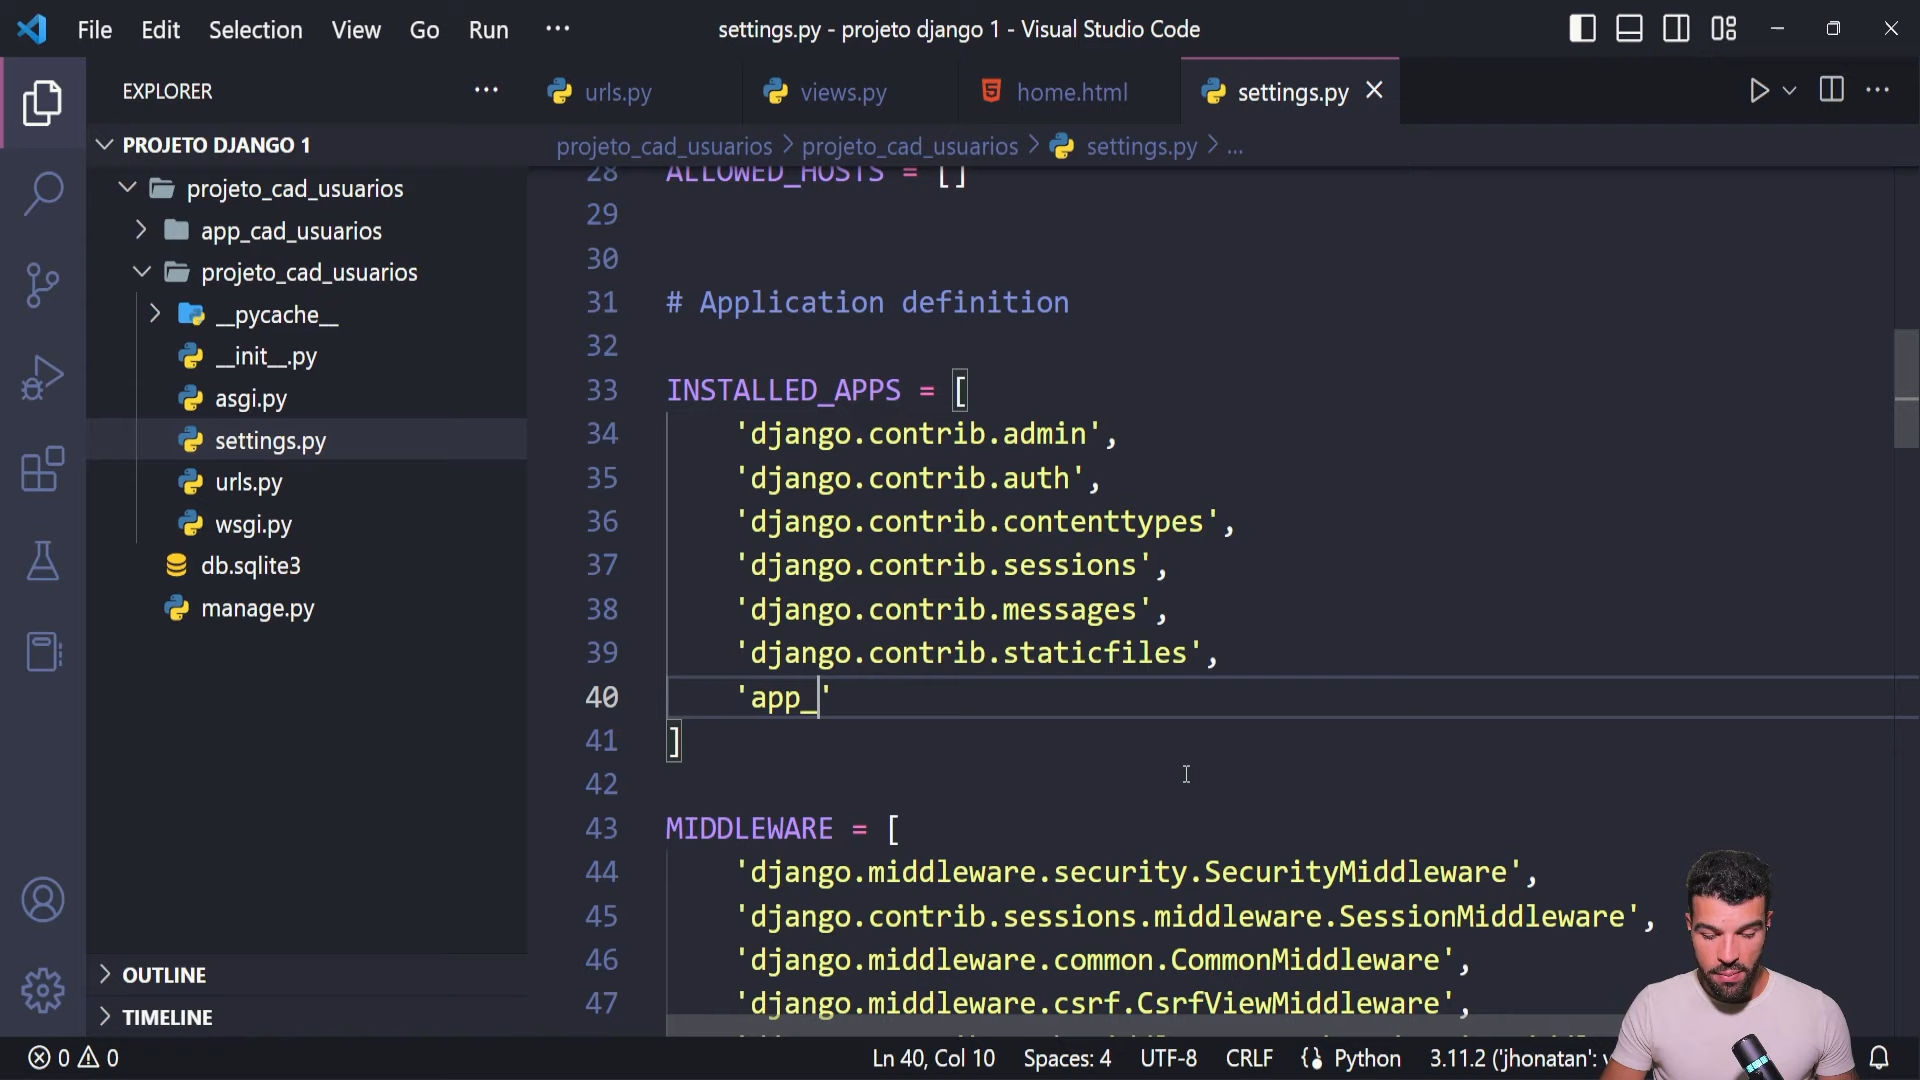 File Edit Selection View Go Run ···
settings.py - projeto django 1 - Visual Studio Code
EXPLORER ···
PROJETO DJANGO 1
projeto_cad_usuarios
app_cad_usuarios
projeto_cad_usuarios
__pycache__
__init__.py
asgi.py
settings.py
urls.py
wsgi.py
db.sqlite3
manage.py
OUTLINE
TIMELINE
urls.py views.py home.html settings.py
projeto_cad_usuarios > projeto_cad_usuarios > settings.py > ...
28 ALLOWED_HOSTS = []
29
30
31 # Application definition
32
33 INSTALLED_APPS = [
34 'django.contrib.admin',
35 'django.contrib.auth',
36 'django.contrib.contenttypes',
37 'django.contrib.sessions',
38 'django.contrib.messages',
39 'django.contrib.staticfiles',
40 'app_'
41 ]
42
43 MIDDLEWARE = [
44 'django.middleware.security.SecurityMiddleware',
45 'django.contrib.sessions.middleware.SessionMiddleware',
46 'django.middleware.common.CommonMiddleware',
47 'django.middleware.csrf.CsrfViewMiddleware',
0 0 Ln 40, Col 10 Spaces: 4 UTF-8 CRLF Python 3.11.2 ('jhonatan':